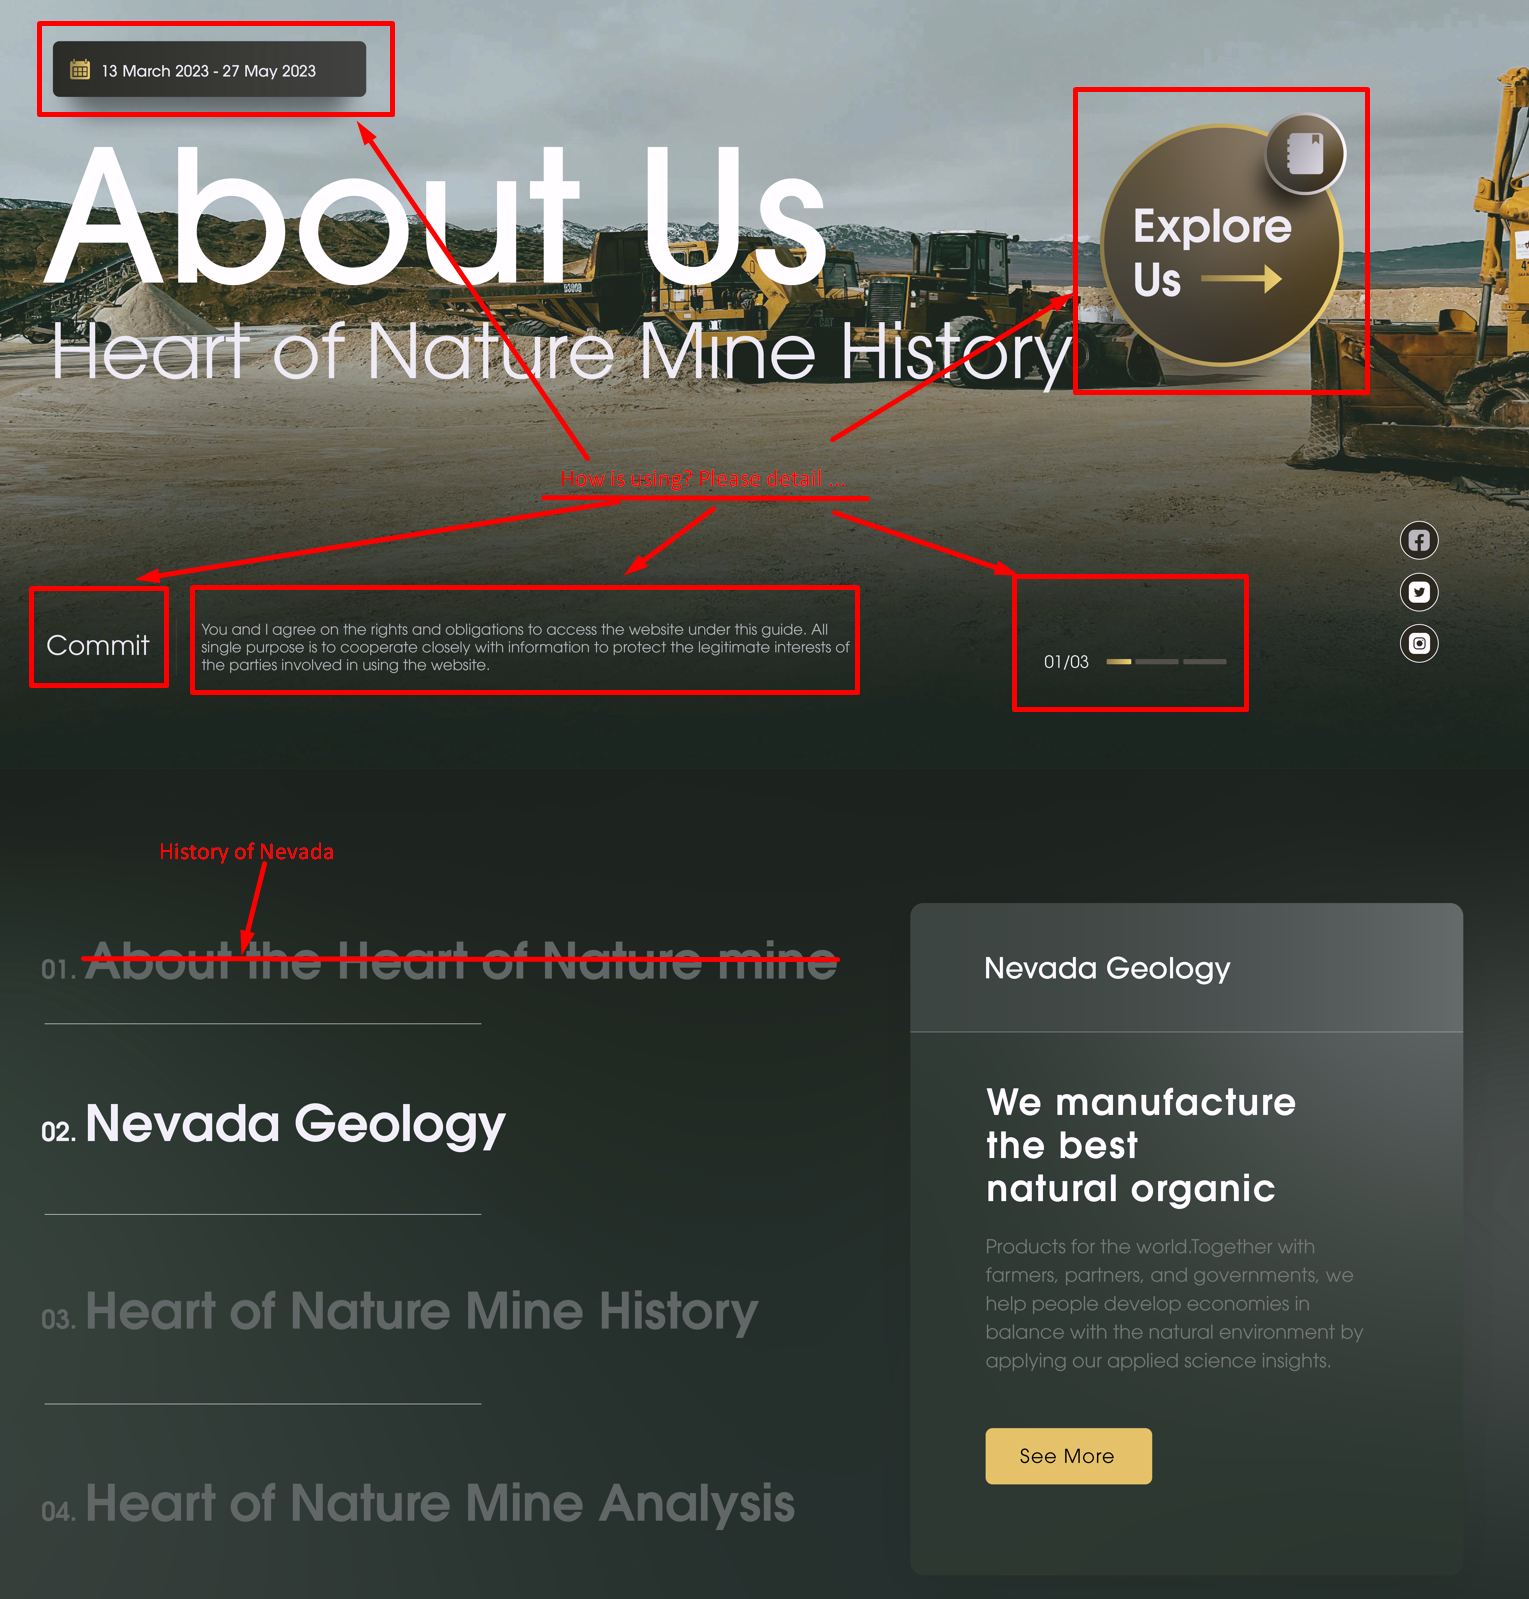 13 March 2023 - 27 May 2023
About Us
Heart of Nature Mine History
Explore
Us
How is using? Please detail ...
Commit
You and I agree on the rights and obligations to access the website under this guide. All
single purpose is to cooperate closely with information to protect the legitimate interests of
the parties involved in using the website.
01/03
History of Nevada
01. About the Heart of Nature mine
02. Nevada Geology
03. Heart of Nature Mine History
04. Heart of Nature Mine Analysis
Nevada Geology
We manufacture
the best
natural organic
Products for the world.Together with
farmers, partners, and governments, we
help people develop economies in
balance with the natural environment by
applying our applied science insights.
See More